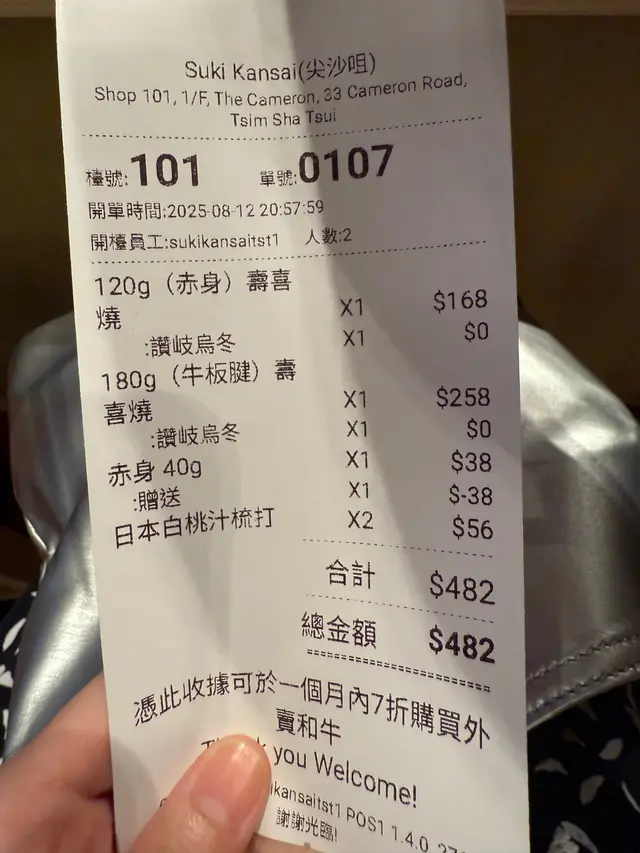 Suki Kansai(尖沙咀)
Shop 101, 1/F, The Cameron, 33 Cameron Road,
Tsim Sha Tsui
檯號:101 單號:0107
開單時間:2025-08-12 20:57:59
開檯員工:sukikansaitst1 人數:2
120g（赤身）壽喜
燒 X1 $168
:讚岐烏冬 X1 $0
180g（牛板腱）壽
喜燒 X1 $258
:讚岐烏冬 X1 $0
赤身 40g X1 $38
:贈送 X1 $-38
日本白桃汁梳打 X2 $56
合計 $482
總金額 $482
憑此收據可於一個月內7折購買外
賣和牛
you Welcome!
ikansaitst1 POS1 1.4.0
謝謝光臨!